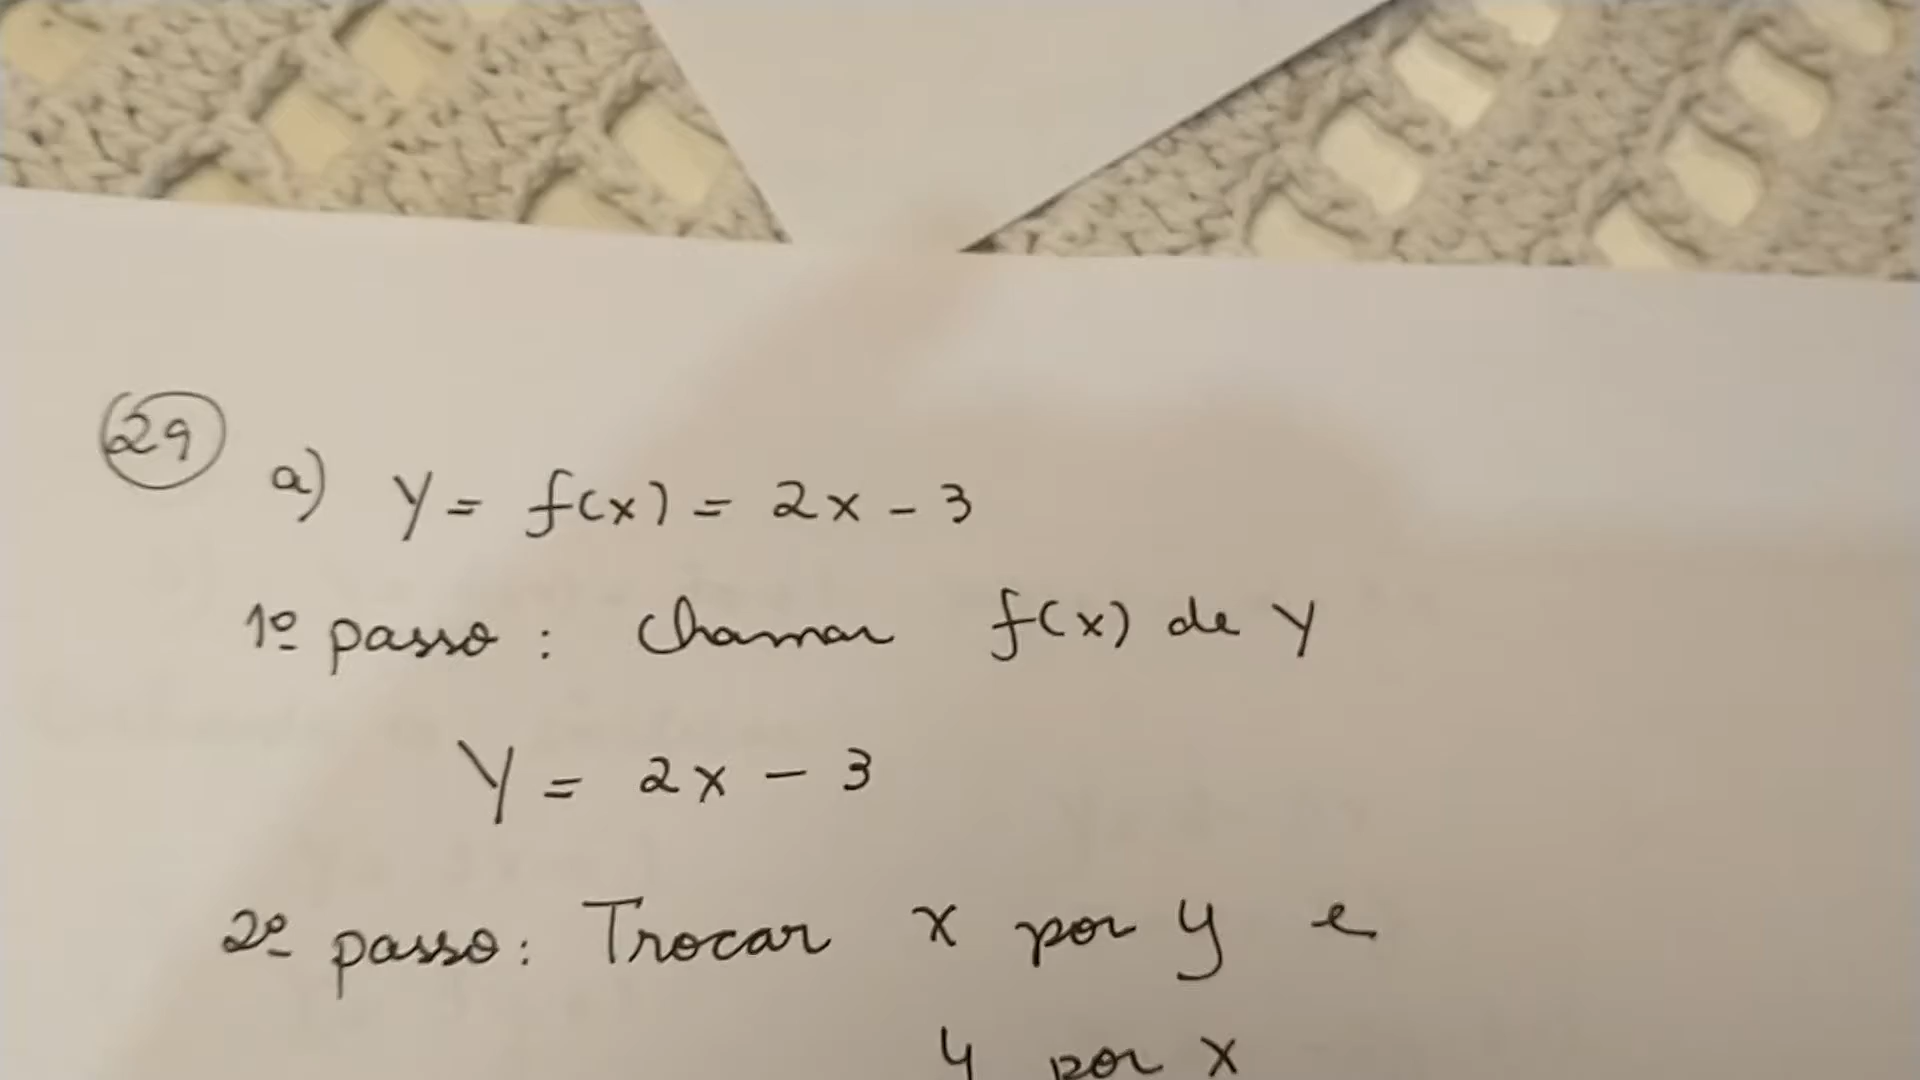 29 a) y = f(x) = 2x - 3
1º passo: Chamar f(x) de y
y = 2x - 3
2º passo: Trocar x por y e
y por x